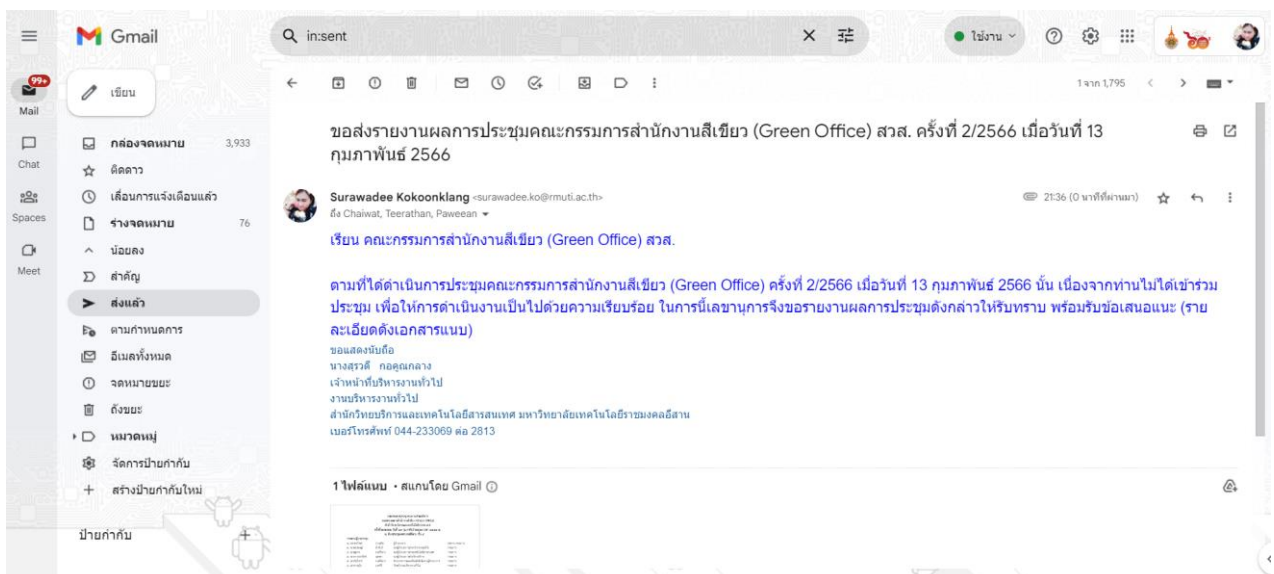 Gmail
in:sent
ใช้งาน
99+
Mail
Chat
Spaces
Meet
เขียน
1 จาก 1,795
กล่องจดหมาย 3,933
ติดดาว
เลื่อนการแจ้งเตือนแล้ว
ร่างจดหมาย 76
น้อยลง
สำคัญ
ส่งแล้ว
ตามกำหนดการ
อีเมลทั้งหมด
จดหมายขยะ
ถังขยะ
หมวดหมู่
จัดการป้ายกำกับ
สร้างป้ายกำกับใหม่
ป้ายกำกับ
ขอส่งรายงานผลการประชุมคณะกรรมการสำนักงานสีเขียว (Green Office) สวส. ครั้งที่ 2/2566 เมื่อวันที่ 13
กุมภาพันธ์ 2566
Surawadee Kokoonklang <surawadee.ko@rmuti.ac.th>
21:36 (0 นาทีที่ผ่านมา)
ถึง Chaiwat, Teerathan, Paweean
เรียน คณะกรรมการสำนักงานสีเขียว (Green Office) สวส.
ตามที่ได้ดำเนินการประชุมคณะกรรมการสำนักงานสีเขียว (Green Office) ครั้งที่ 2/2566 เมื่อวันที่ 13 กุมภาพันธ์ 2566 นั้น เนื่องจากท่านไม่ได้เข้าร่วม
ประชุม เพื่อให้การดำเนินงานเป็นไปด้วยความเรียบร้อย ในการนี้เลขานุการจึงขอรายงานผลการประชุมดังกล่าวให้รับทราบ พร้อมรับข้อเสนอแนะ (ราย
ละเอียดดังเอกสารแนบ)
ขอแสดงนับถือ
นางสุรวดี กอคูณกลาง
เจ้าหน้าที่บริหารงานทั่วไป
งานบริหารงานทั่วไป
สำนักวิทยบริการและเทคโนโลยีสารสนเทศ มหาวิทยาลัยเทคโนโลยีราชมงคลอีสาน
เบอร์โทรศัพท์ 044-233069 ต่อ 2813
1 ไฟล์แนบ • สแกนโดย Gmail